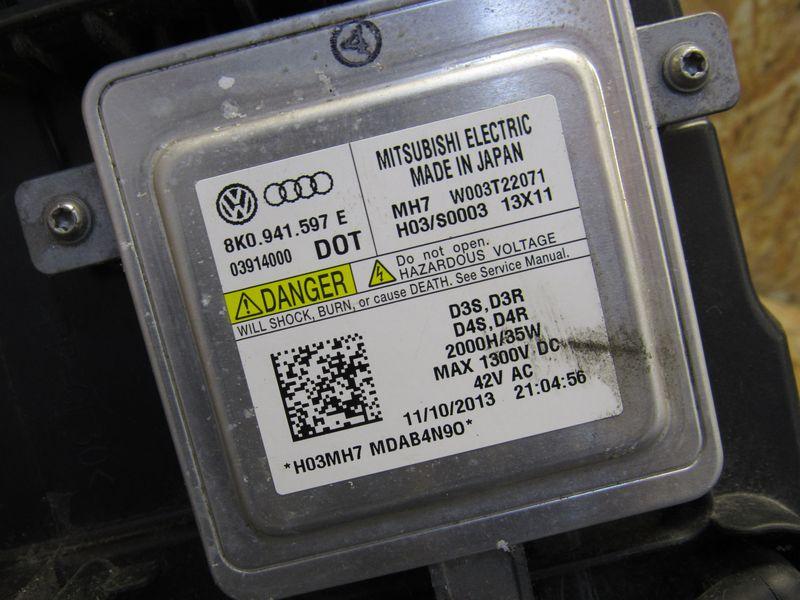 8K0.941.597 E
03914000 DOT
MITSUBISHI ELECTRIC
MADE IN JAPAN
MH7 W003T22071
H03/S0003 13X11
DANGER
Do not open.
HAZARDOUS VOLTAGE
WILL SHOCK, BURN, or cause DEATH. See Service Manual.
D3S,D3R
D4S,D4R
2000H/35W
MAX 1300V DC
42V AC
11/10/2013 21:04:56
*H03MH7 MDAB4N90*